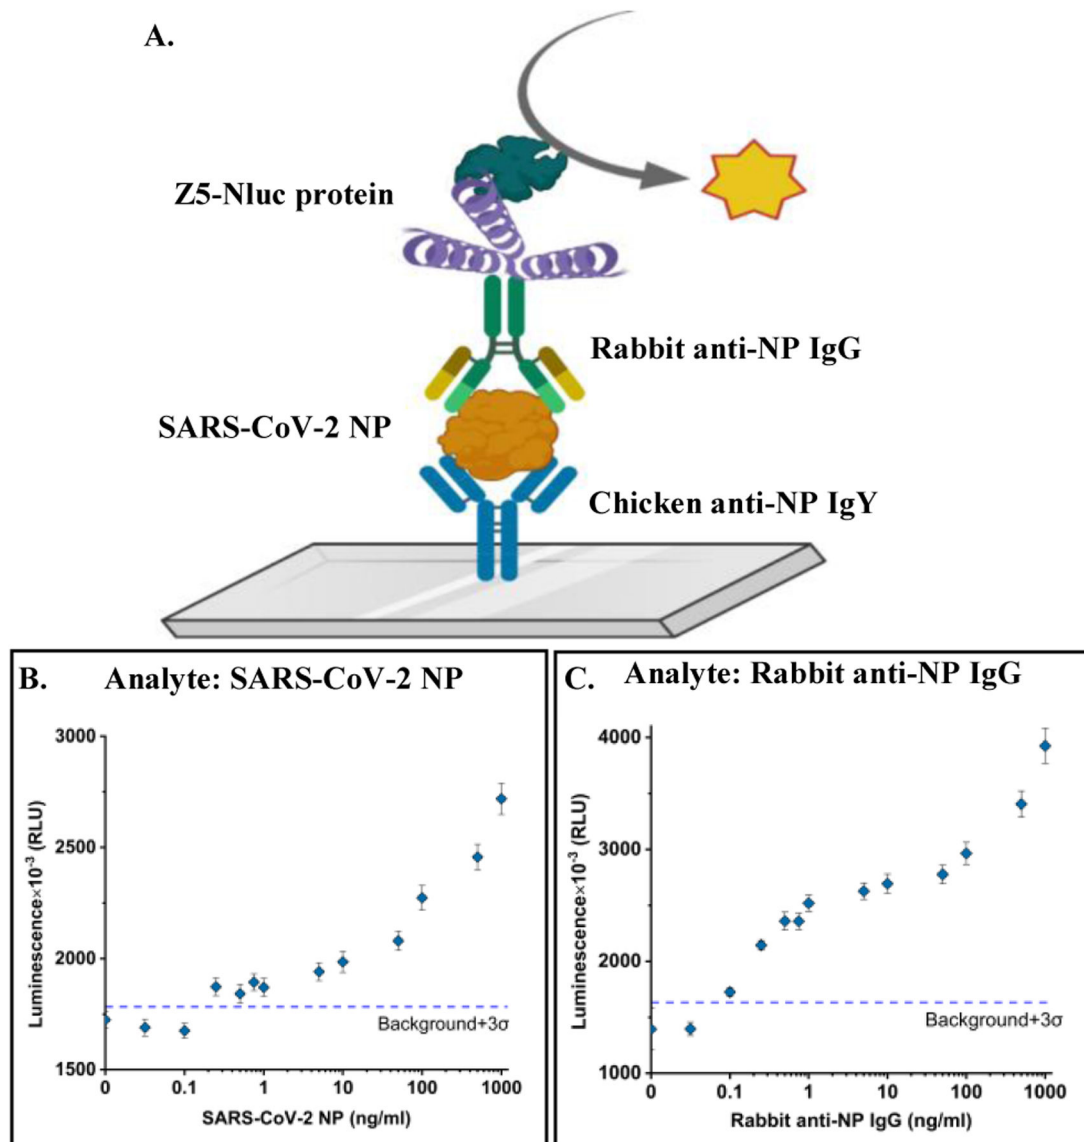 A.
Z5-Nluc protein
Rabbit anti-NP IgG
SARS-CoV-2 NP
Chicken anti-NP IgY
B. Analyte: SARS-CoV-2 NP
3000
2500
2000
1500
Luminescence×10⁻³ (RLU)
Background+3σ
0 0.1 1 10 100 1000
SARS-CoV-2 NP (ng/ml)
C. Analyte: Rabbit anti-NP IgG
4000
3000
2000
1000
Luminescence×10⁻³ (RLU)
Background+3σ
0 0.1 1 10 100 1000
Rabbit anti-NP IgG (ng/ml)